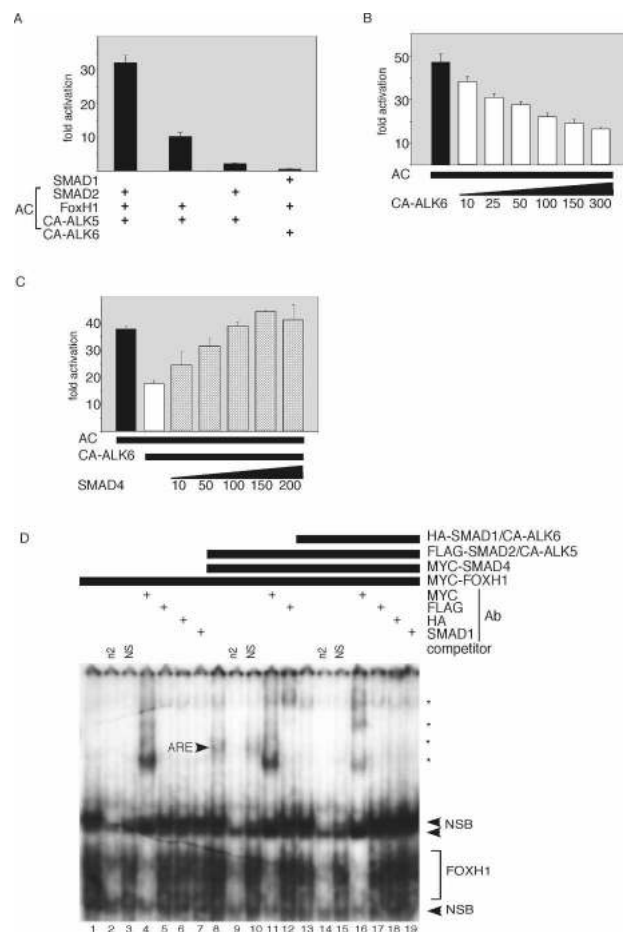 A
fold activation
30
20
10
SMAD1 +
SMAD2 + +
FoxH1 + + +
CA-ALK5 + + +
CA-ALK6 +
AC
B
fold activation
50
30
10
AC
CA-ALK6 10 25 50 100 150 300
C
fold activation
40
30
20
10
AC
CA-ALK6
SMAD4 10 50 100 150 200
D
HA-SMAD1/CA-ALK6
FLAG-SMAD2/CA-ALK5
MYC-SMAD4
MYC-FOXH1
+ + + MYC
+ + + FLAG
+ + HA
+ + SMAD1
Ab
n2 NS n2 NS n2 NS competitor
*
*
ARE
*
*
NSB
FOXH1
NSB
1 2 3 4 5 6 7 8 9 10 11 12 13 14 15 16 17 18 19